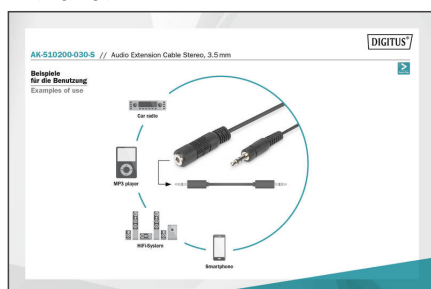 DIGITUS®
AK-510200-030-S // Audio Extension Cable Stereo, 3.5 mm
Beispiele
für die Benutzung
Examples of use
Car radio
MP3 player
HiFi-System
Smartphone